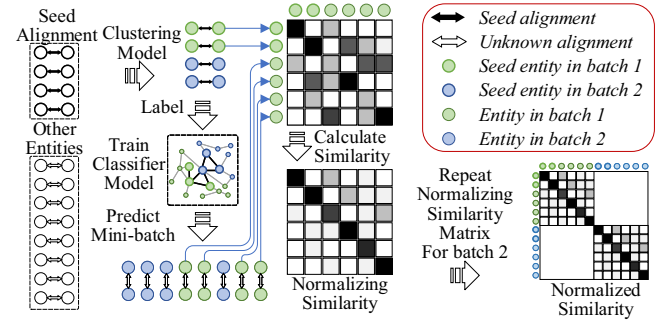 Seed
Alignment
Other
Entities
Clustering
Model
Label
Train
Classifier
Model
Predict
Mini-batch
Calculate
Similarity
Normalizing
Similarity
Seed alignment
Unknown alignment
Seed entity in batch 1
Seed entity in batch 2
Entity in batch 1
Entity in batch 2
Repeat
Normalizing
Similarity
Matrix
For batch 2
Normalized
Similarity